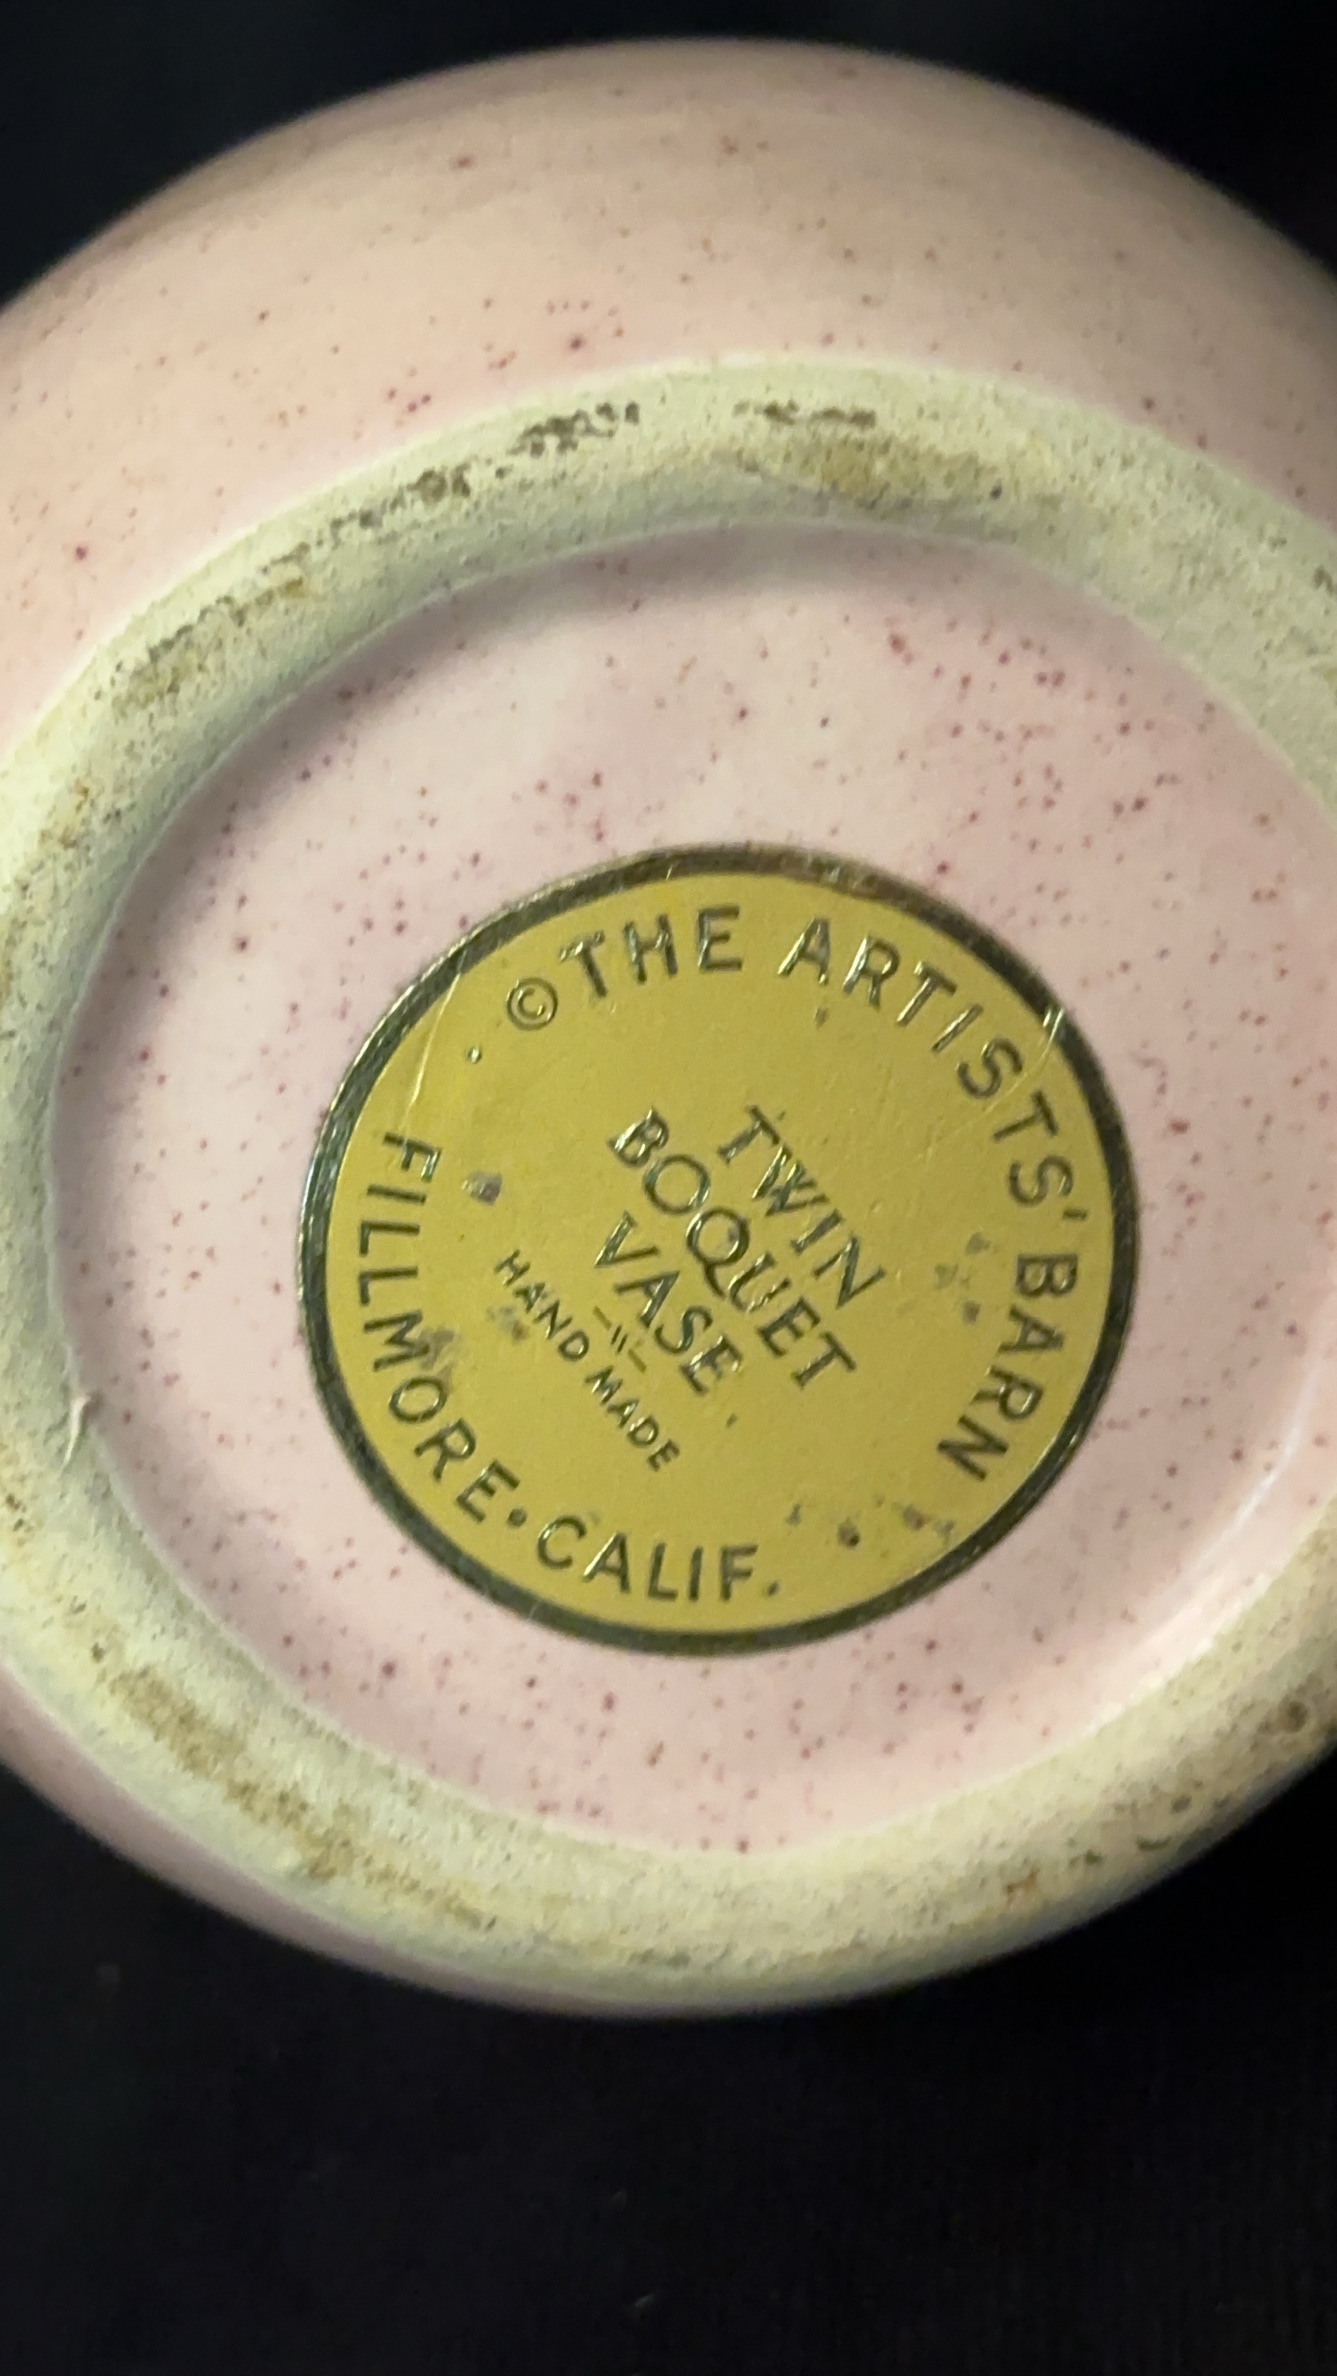 © THE ARTISTS' BARN
TWIN
BOQUET
VASE
HAND MADE
FILLMORE • CALIF.